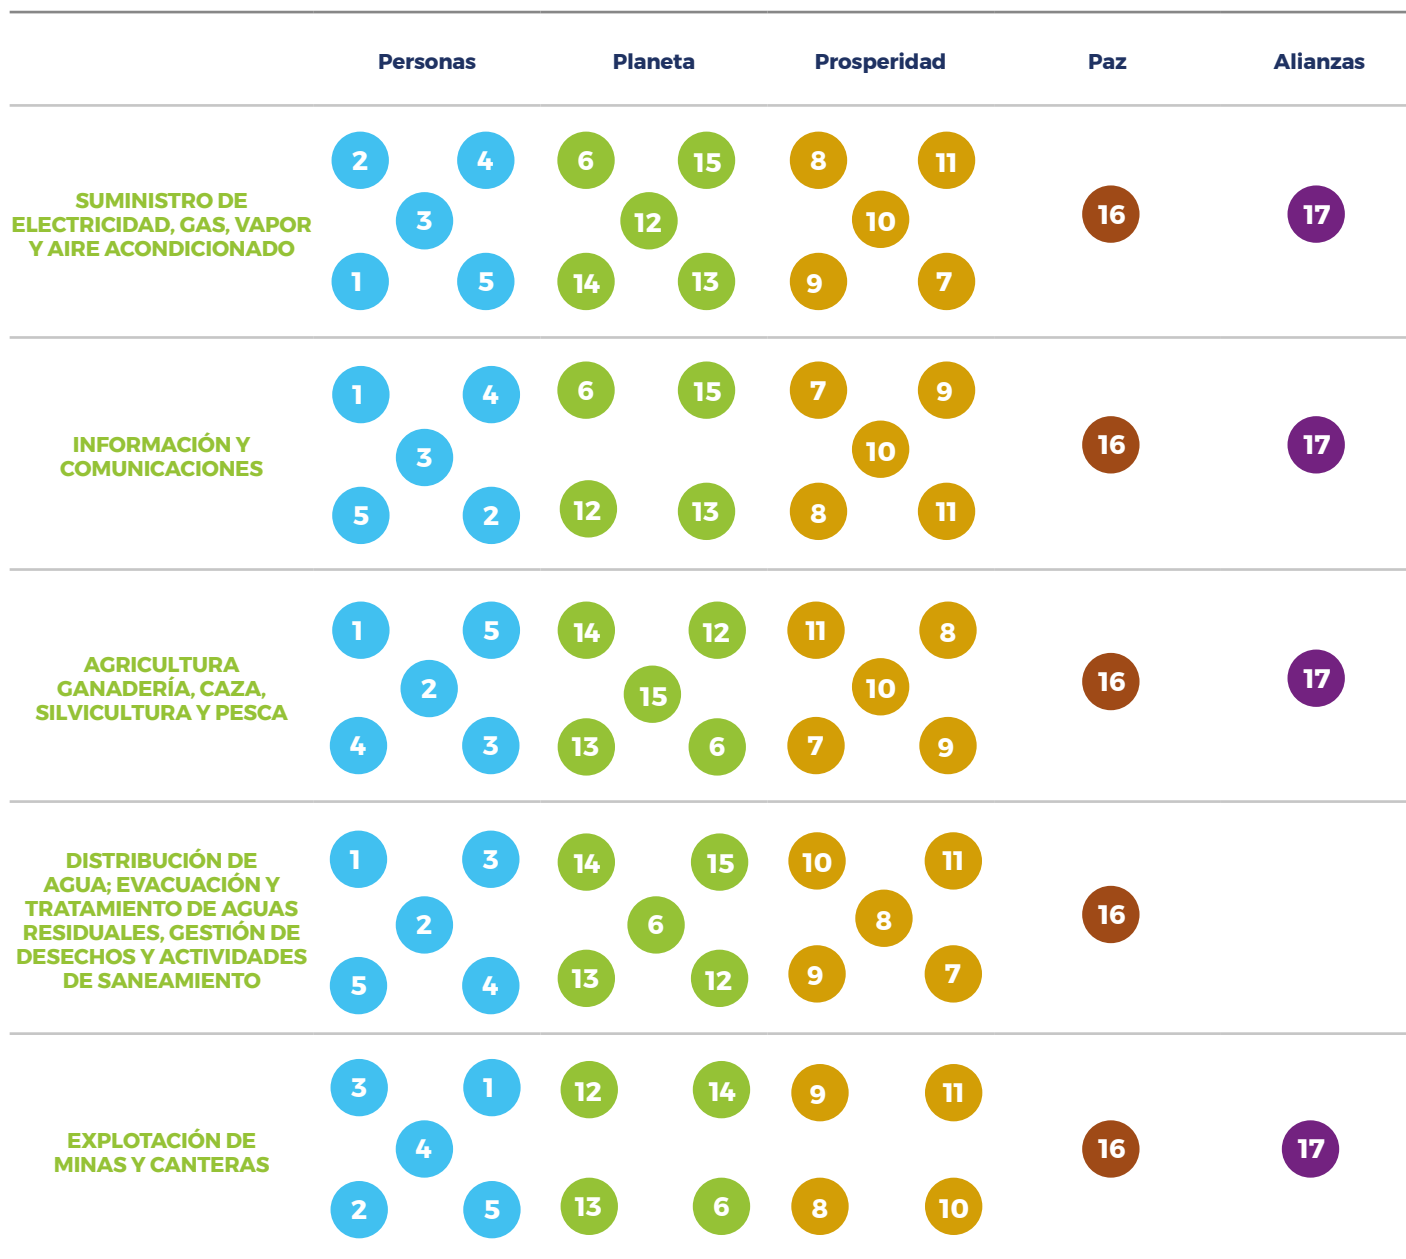 Personas Planeta Prosperidad Paz Alianzas
SUMINISTRO DE
ELECTRICIDAD, GAS, VAPOR
Y AIRE ACONDICIONADO
2 4 6 15 8 11
3 12 10 16 17
1 5 14 13 9 7
INFORMACIÓN Y
COMUNICACIONES
1 4 6 15 7 9
3 10 16 17
5 2 12 13 8 11
AGRICULTURA
GANADERÍA, CAZA,
SILVICULTURA Y PESCA
1 5 14 12 11 8
2 15 10 16 17
4 3 13 6 7 9
DISTRIBUCIÓN DE
AGUA; EVACUACIÓN Y
TRATAMIENTO DE AGUAS
RESIDUALES, GESTIÓN DE
DESECHOS Y ACTIVIDADES
DE SANEAMIENTO
1 3 14 15 10 11
2 6 8 16
5 4 13 12 9 7
EXPLOTACIÓN DE
MINAS Y CANTERAS
3 1 12 14 9 11
4 16 17
2 5 13 6 8 10